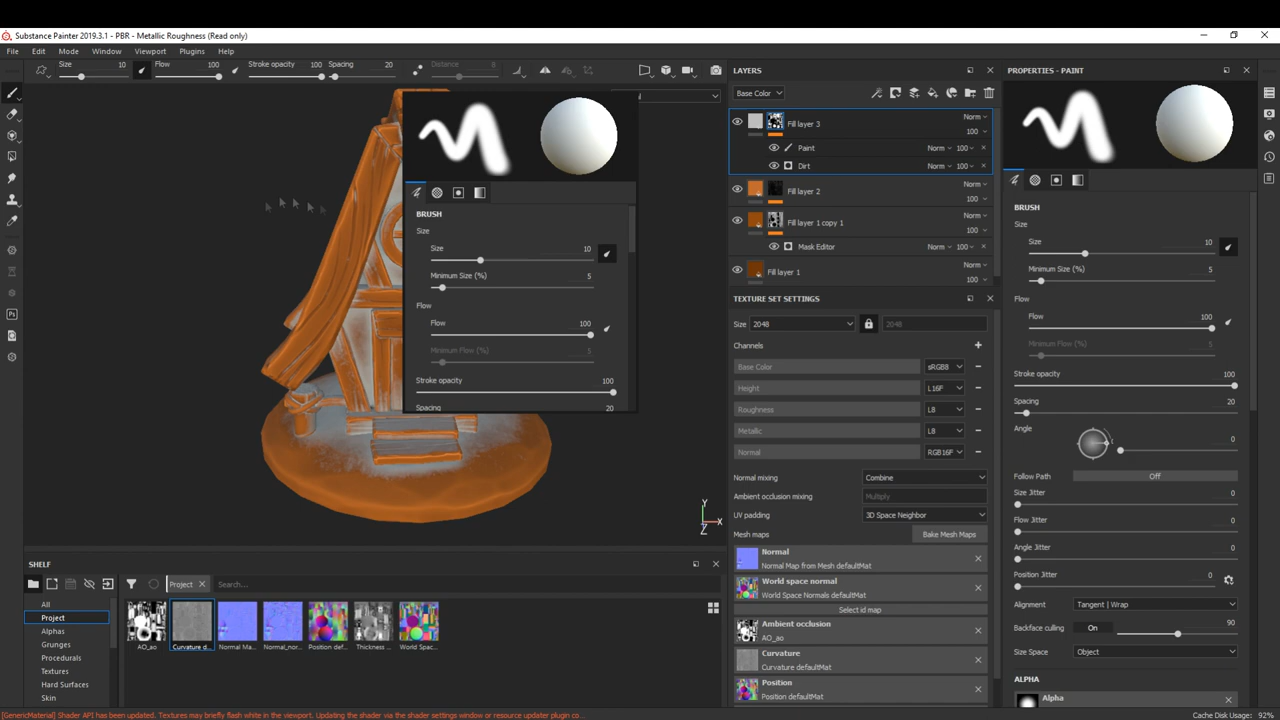 Substance Painter 2019.3.1 - PBR - Metallic Roughness (Read only)
File Edit Mode Window Viewport Plugins Help
Size 10 Flow 100 Stroke opacity 100 Spacing 20 Distance 8
BRUSH
Size
Size 10
Minimum Size (%) 5
Flow
Flow 100
Minimum Flow (%) 5
Stroke opacity 100
Spacing 20
Y
X
Z
LAYERS
Base Color
Fill layer 3 Norm
100
Paint Norm 100
Dirt Norm 100
Fill layer 2 Norm
100
Fill layer 1 copy 1 Norm
100
Mask Editor Norm 100
Fill layer 1 Norm
100
TEXTURE SET SETTINGS
Size 2048 2048
Channels
Base Color sRGB8
Height L16F
Roughness L8
Metallic L8
Normal RGB16F
Normal mixing Combine
Ambient occlusion mixing Multiply
UV padding 3D Space Neighbor
Mesh maps Bake Mesh Maps
Normal
Normal Map from Mesh defaultMat
World space normal
World Space Normals defaultMat
Select id map
Ambient occlusion
AO_ao
Curvature
Curvature defaultMat
Position
Position defaultMat
PROPERTIES - PAINT
BRUSH
Size
Size 10
Minimum Size (%) 5
Flow
Flow 100
Minimum Flow (%) 5
Stroke opacity 100
Spacing 20
Angle
0
Follow Path Off
Size Jitter 0
Flow Jitter 0
Angle Jitter 0
Position Jitter 0
Alignment Tangent | Wrap
Backface culling On 90
Size Space Object
ALPHA
Alpha
SHELF
Project Search...
All
Project
Alphas
Grunges
Procedurals
Textures
Hard Surfaces
Skin
AO_ao Curvature d... Normal Ma... Normal_nor... Position def... Thickness ... World Spac...
[GenericMaterial] Shader API has been updated. Textures may briefly flash white in the viewport. Updating the shader via the shader settings window or resource updater plugin co...
Cache Disk Usage: 92%